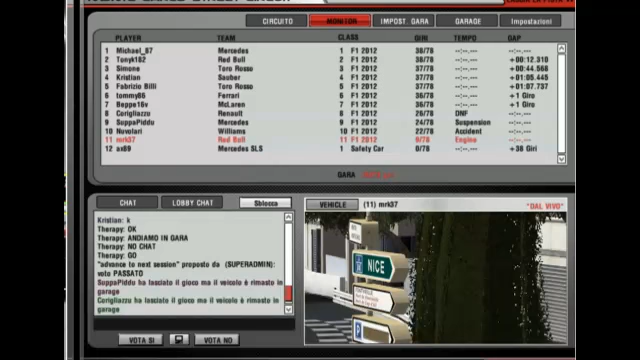 CIRCUITO MONITOR IMPOST. GARA GARAGE Impostazioni
PLAYER TEAM CLASS GIRI TEMPO GAP
1 Michael_67 Mercedes 1 F1 2012 38/78 --:--.---
2 Tonyk182 Red Bull 2 F1 2012 38/78 --:--.--- +00:12.310
3 Simone Toro Rosso 3 F1 2012 37/78 --:--.--- +00:44.568
4 Kristian Sauber 4 F1 2012 37/78 --:--.--- +01:05.445
5 Fabrizio Billi Toro Rosso 5 F1 2012 37/78 --:--.--- +01:07.737
6 tommy86 Ferrari 6 F1 2012 36/78 --:--.--- +1 Giro
7 Beppe16v McLaren 7 F1 2012 37/78 --:--.--- +1 Giro
8 Corigliazzu Renault 8 F1 2012 26/78 DNF --:--.---
9 SuppaPiddu Mercedes 9 F1 2012 24/78 Suspension --:--.---
10 Nuvolari Williams 10 F1 2012 22/78 Accident --:--.---
11 mrk37 Red Bull 11 F1 2012 9/78 Engine --:--.---
12 ax69 Mercedes SLS 1 Safety Car 0/78 --:--.--- +38 Giri
GARA
CHAT LOBBY CHAT Sblocca
VEHICLE (11) mrk37 "DAL VIVO"
Kristian: k
Therapy: OK
Therapy: ANDIAMO IN GARA
Therapy: NO CHAT
Therapy: GO
"advance to next session" proposto da (SUPERADMIN):
voto PASSATO
SuppaPiddu ha lasciato il gioco ma il veicolo è rimasto in
garage
Corigliazzu ha lasciato il gioco ma il veicolo è rimasto in
garage
NICE
P
VOTA SI VOTA NO